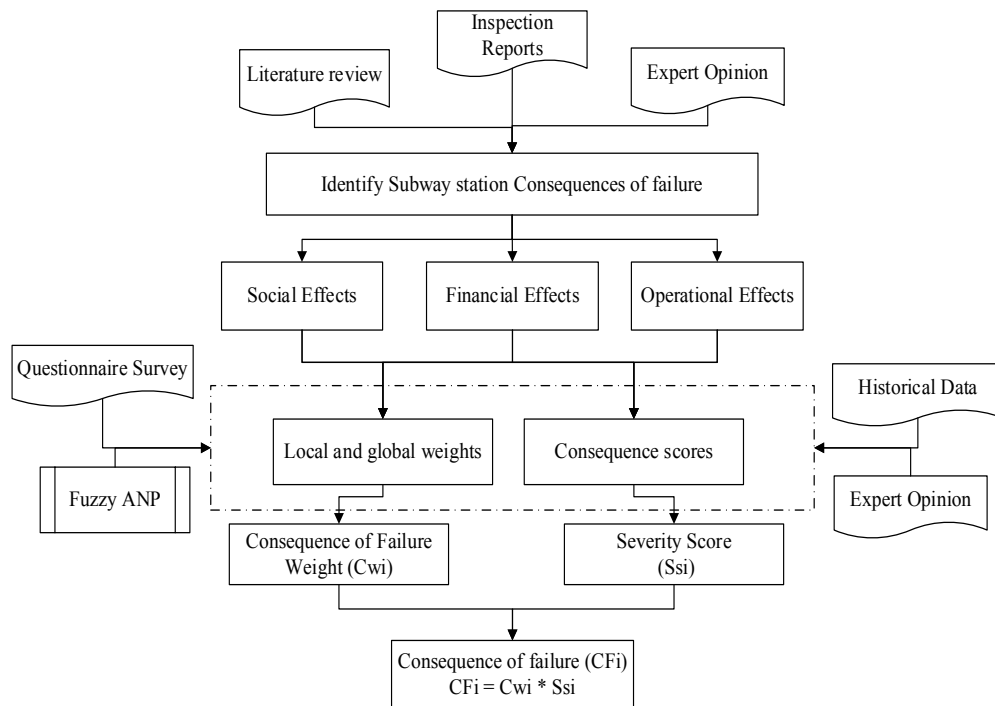 Inspection
Reports
Literature review
Expert Opinion
Identify Subway station Consequences of failure
Social Effects
Financial Effects
Operational Effects
Questionnaire Survey
Historical Data
Local and global weights
Consequence scores
Fuzzy ANP
Expert Opinion
Consequence of Failure
Weight (Cwi)
Severity Score
(Ssi)
Consequence of failure (CFi)
CFi = Cwi * Ssi